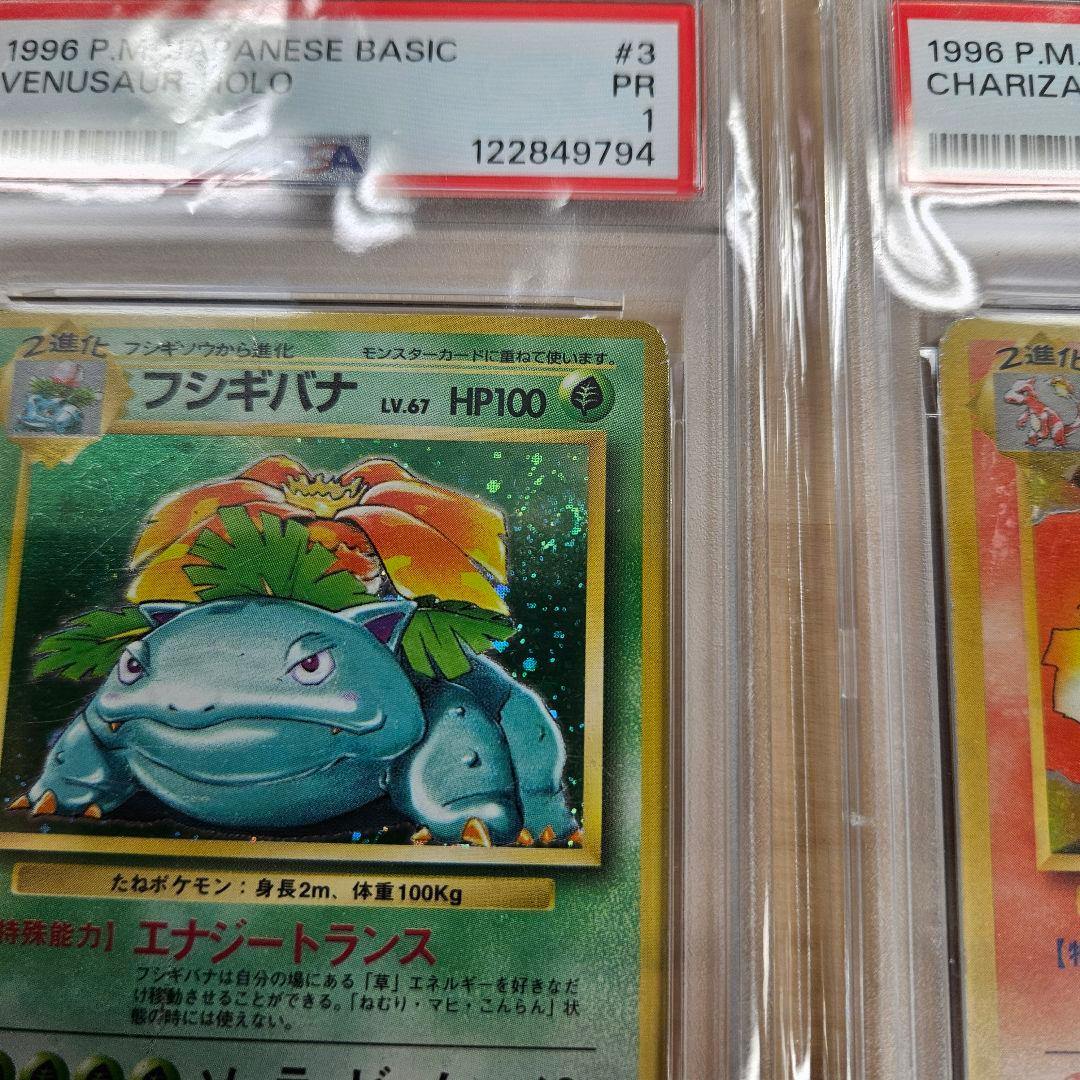 1996 P.M. JAPANESE BASIC #3
VENUSAUR-HOLO PR
1
122849794
1996 P.M.
CHARIZA
2進化 フシギソウから進化 モンスターカードに重ねて使います。
フシギバナ LV.67 HP100
2進化
たねポケモン:身長2m、体重100Kg
特殊能力】 エナジートランス
フシギバナは自分の場にある「草」エネルギーを好きなだ
け移動させることができる。「ねむり・マヒ・こんらん」状
態の時には使えない。
【特